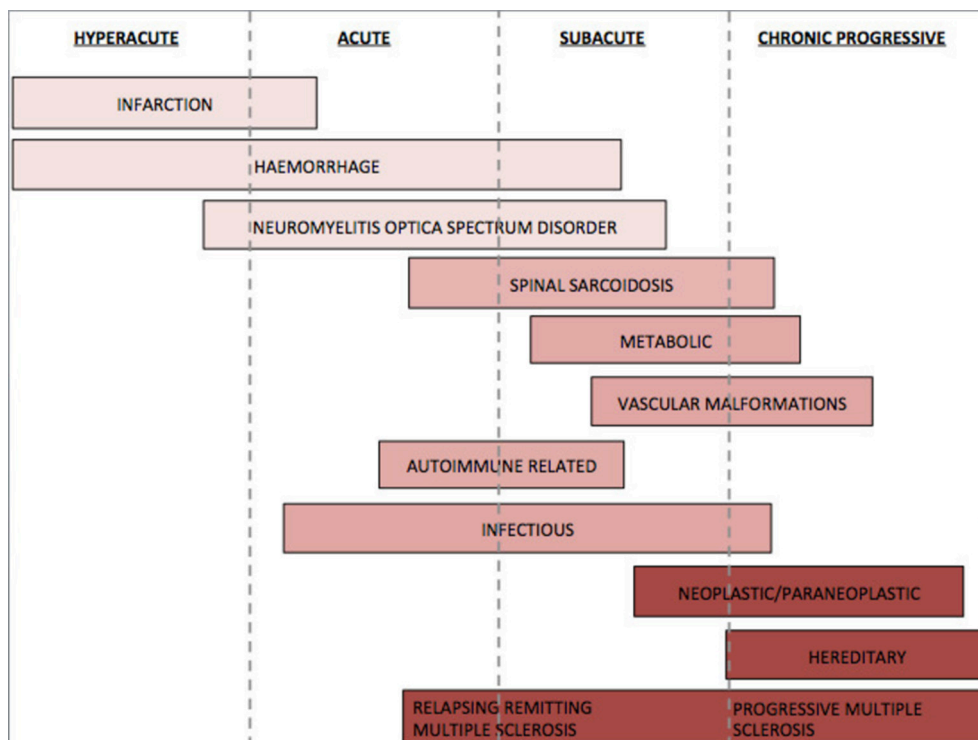 HYPERACUTE ACUTE SUBACUTE CHRONIC PROGRESSIVE
INFARCTION
HAEMORRHAGE
NEUROMYELITIS OPTICA SPECTRUM DISORDER
SPINAL SARCOIDOSIS
METABOLIC
VASCULAR MALFORMATIONS
AUTOIMMUNE RELATED
INFECTIOUS
NEOPLASTIC/PARANEOPLASTIC
HEREDITARY
RELAPSING REMITTING
MULTIPLE SCLEROSIS
PROGRESSIVE MULTIPLE
SCLEROSIS